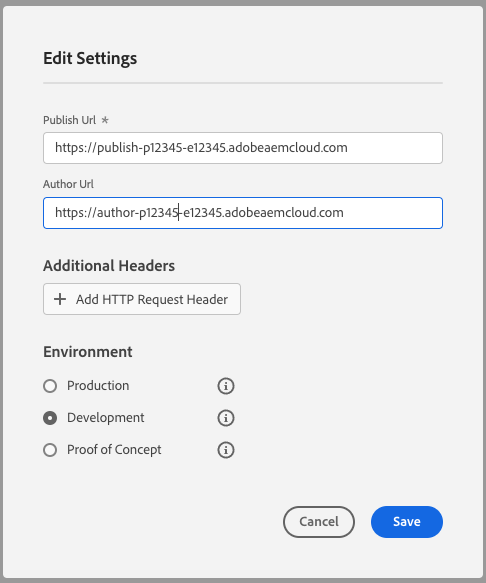 Edit Settings
Publish Url *
https://publish-p12345-e12345.adobeaemcloud.com
Author Url
https://author-p12345-e12345.adobeaemcloud.com
Additional Headers
+ Add HTTP Request Header
Environment
Production
Development
Proof of Concept
Cancel Save